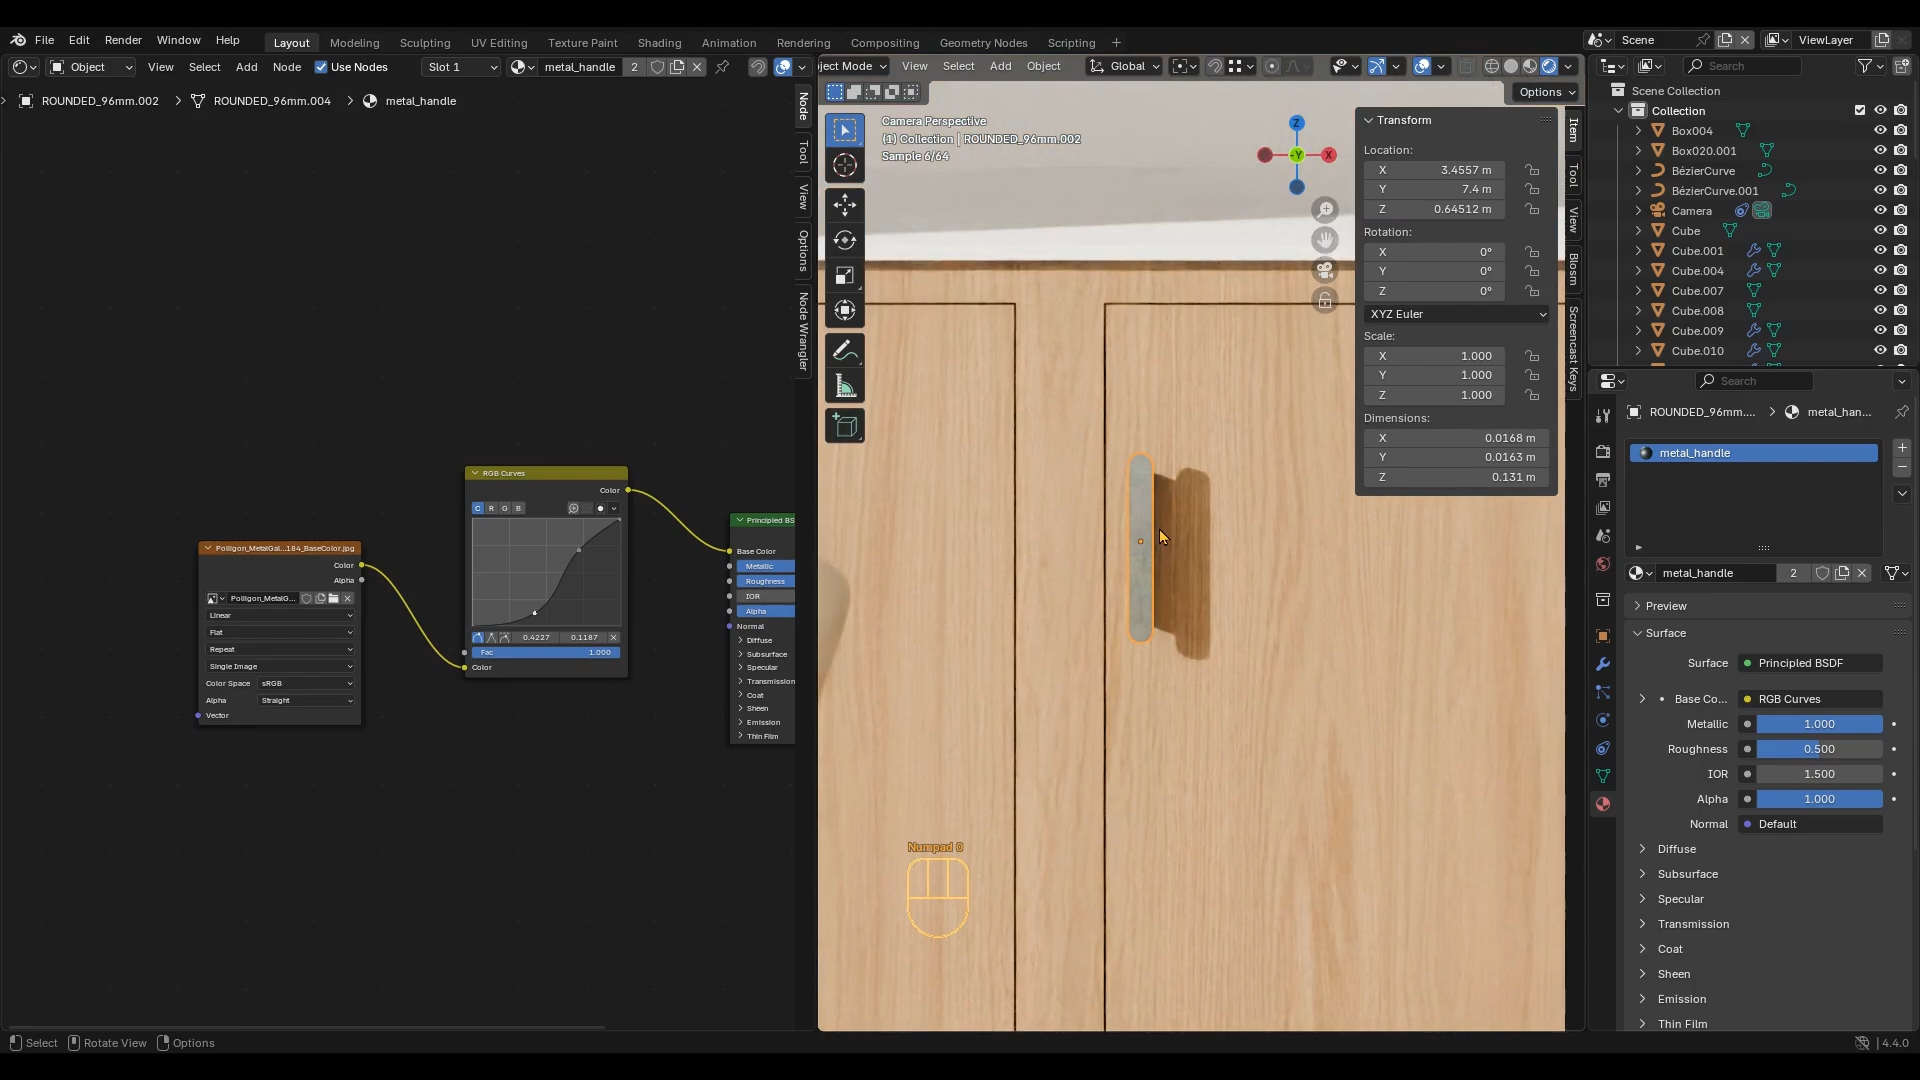 File Edit Render Window Help Layout Modeling Sculpting UV Editing Texture Paint Shading Animation Rendering Compositing Geometry Nodes Scripting + Scene ViewLayer
Object View Select Add Node Use Nodes Slot 1 metal_handle 2
ject Mode View Select Add Object Global
Search
ROUNDED_96mm.002 > ROUNDED_96mm.004 > metal_handle
Options
Node
Tool
View
Options
Node Wrangler
RGB Curves
Color
C R G B
0.4227 0.1187
Fac 1.000
Color
Poliigon_MetalGal...184_BaseColor.jpg
Color
Alpha
Poliigon_MetalG...
Linear
Flat
Repeat
Single Image
Color Space sRGB
Alpha Straight
Vector
Principled BS
Base Color
Metallic
Roughness
IOR
Alpha
Normal
Diffuse
Subsurface
Specular
Transmission
Coat
Sheen
Emission
Thin Film
Camera Perspective
(1) Collection | ROUNDED_96mm.002
Sample 6/64
Z
-Y
X
Numpad 0
Transform
Location:
X 3.4557 m
Y 7.4 m
Z 0.64512 m
Rotation:
X 0°
Y 0°
Z 0°
XYZ Euler
Scale:
X 1.000
Y 1.000
Z 1.000
Dimensions:
X 0.0168 m
Y 0.0163 m
Z 0.131 m
Item
Tool
View
Blosm
Screencast Keys
Scene Collection
Collection
Box004
Box020.001
BézierCurve
BézierCurve.001
Camera
Cube
Cube.001
Cube.004
Cube.007
Cube.008
Cube.009
Cube.010
Search
ROUNDED_96mm.... > metal_han...
metal_handle
metal_handle 2
Preview
Surface
Surface Principled BSDF
Base Co... RGB Curves
Metallic 1.000
Roughness 0.500
IOR 1.500
Alpha 1.000
Normal Default
Diffuse
Subsurface
Specular
Transmission
Coat
Sheen
Emission
Thin Film
Select Rotate View Options
4.4.0